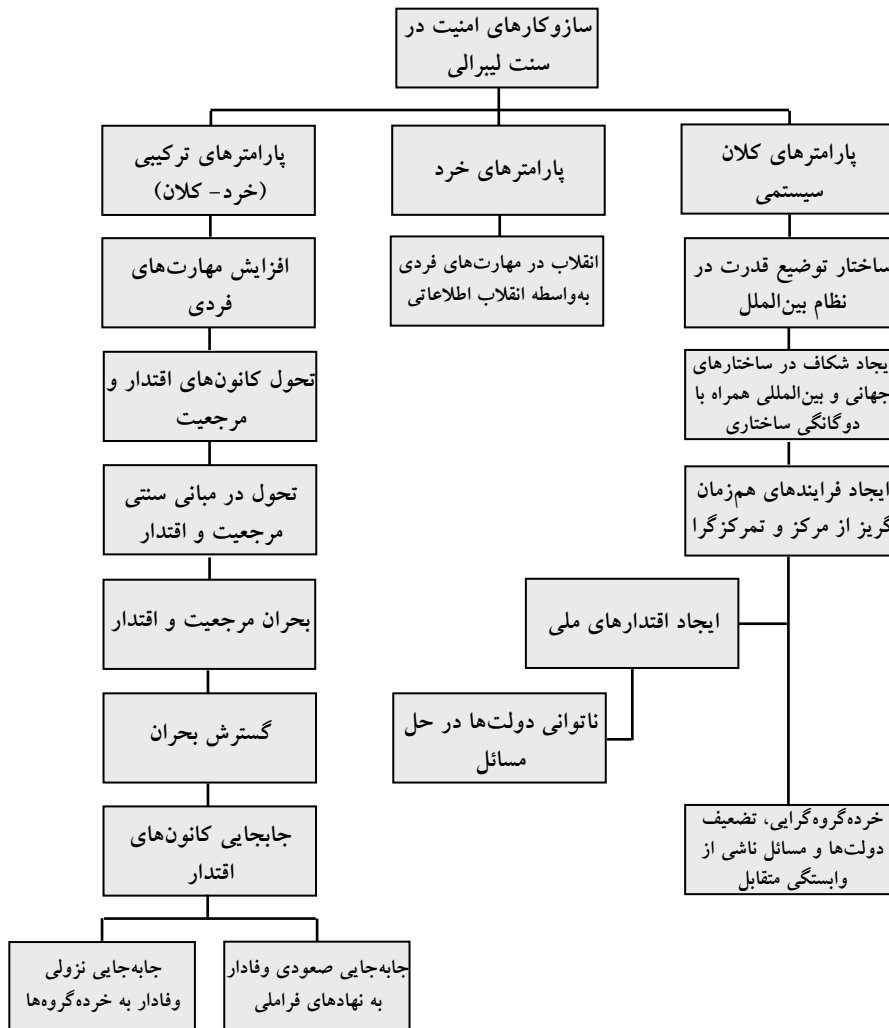 سازوکارهای امنیت در
سنت لیبرالی
پارامترهای کلان
سیستمی
پارامترهای خرد
پارامترهای ترکیبی
(خرد- کلان)
ساختار توضیع قدرت در
نظام بین‌الملل
یجاد شکاف در ساختارهای
جهانی و بین‌المللی همراه با
دوگانگی ساختاری
ایجاد فرایندهای هم‌زمان
گریز از مرکز و تمرکزگرا
ایجاد اقتدارهای ملی
ناتوانی دولت‌ها در حل
مسائل
خرده‌گروه‌گرایی، تضعیف
دولت‌ها و مسائل ناشی از
وابستگی متقابل
انقلاب در مهارت‌های فردی
به‌واسطه انقلاب اطلاعاتی
افزایش مهارت‌های
فردی
تحول کانون‌های اقتدار و
مرجعیت
تحول در مبانی سنتی
مرجعیت و اقتدار
بحران مرجعیت و اقتدار
گسترش بحران
جابجایی کانون‌های
اقتدار
جابه‌جایی صعودی وفادار
به نهادهای فراملی
جابه‌جایی نزولی
وفادار به خرده‌گروه‌ها